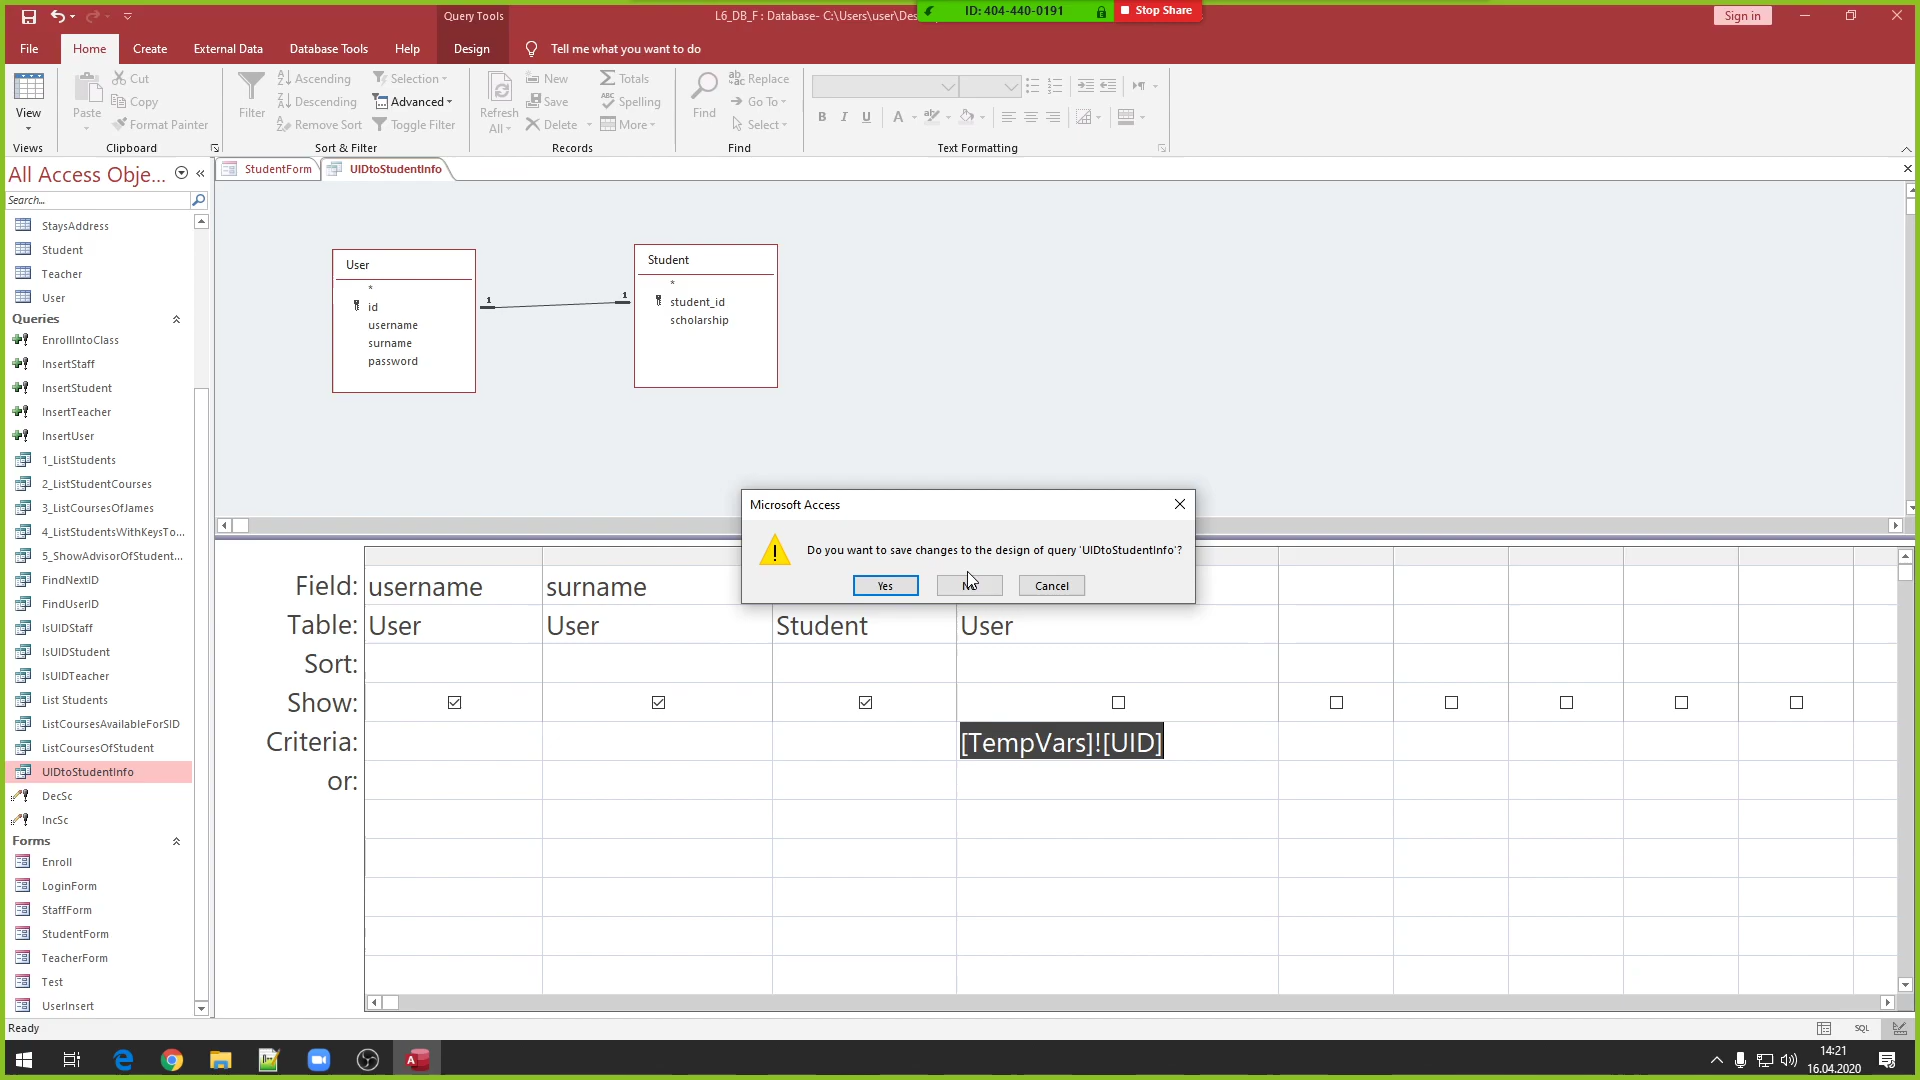 Query Tools
L6_DB_F : Database- C:\Users\user\Des
ID: 404-440-0191
Stop Share
Sign in
File
Home
Create
External Data
Database Tools
Help
Design
Tell me what you want to do
View
Paste
Cut
Copy
Format Painter
Filter
Ascending
Descending
Remove Sort
Selection
Advanced
Toggle Filter
Refresh
All
New
Save
Delete
Totals
Spelling
More
Find
Replace
Go To
Select
B I U A
Views
Clipboard
Sort & Filter
Records
Find
Text Formatting
All Access Obje...
Search...
StaysAddress
Student
Teacher
User
Queries
EnrollIntoClass
InsertStaff
InsertStudent
InsertTeacher
InsertUser
1_ListStudents
2_ListStudentCourses
3_ListCoursesOfJames
4_ListStudentsWithKeysTo...
5_ShowAdvisorOfStudent...
FindNextID
FindUserID
IsUIDStaff
IsUIDStudent
IsUIDTeacher
List Students
ListCoursesAvailableForSID
ListCoursesOfStudent
UIDtoStudentInfo
DecSc
IncSc
Forms
Enroll
LoginForm
StaffForm
StudentForm
TeacherForm
Test
UserInsert
StudentForm
UIDtoStudentInfo
User
*
id
username
surname
password
1
1
Student
*
student_id
scholarship
Microsoft Access
Do you want to save changes to the design of query 'UIDtoStudentInfo'?
Yes
Cancel
Field: username surname
Table: User User Student User
Sort:
Show:
Criteria: [TempVars]![UID]
or:
Ready
SQL
14:21
16.04.2020